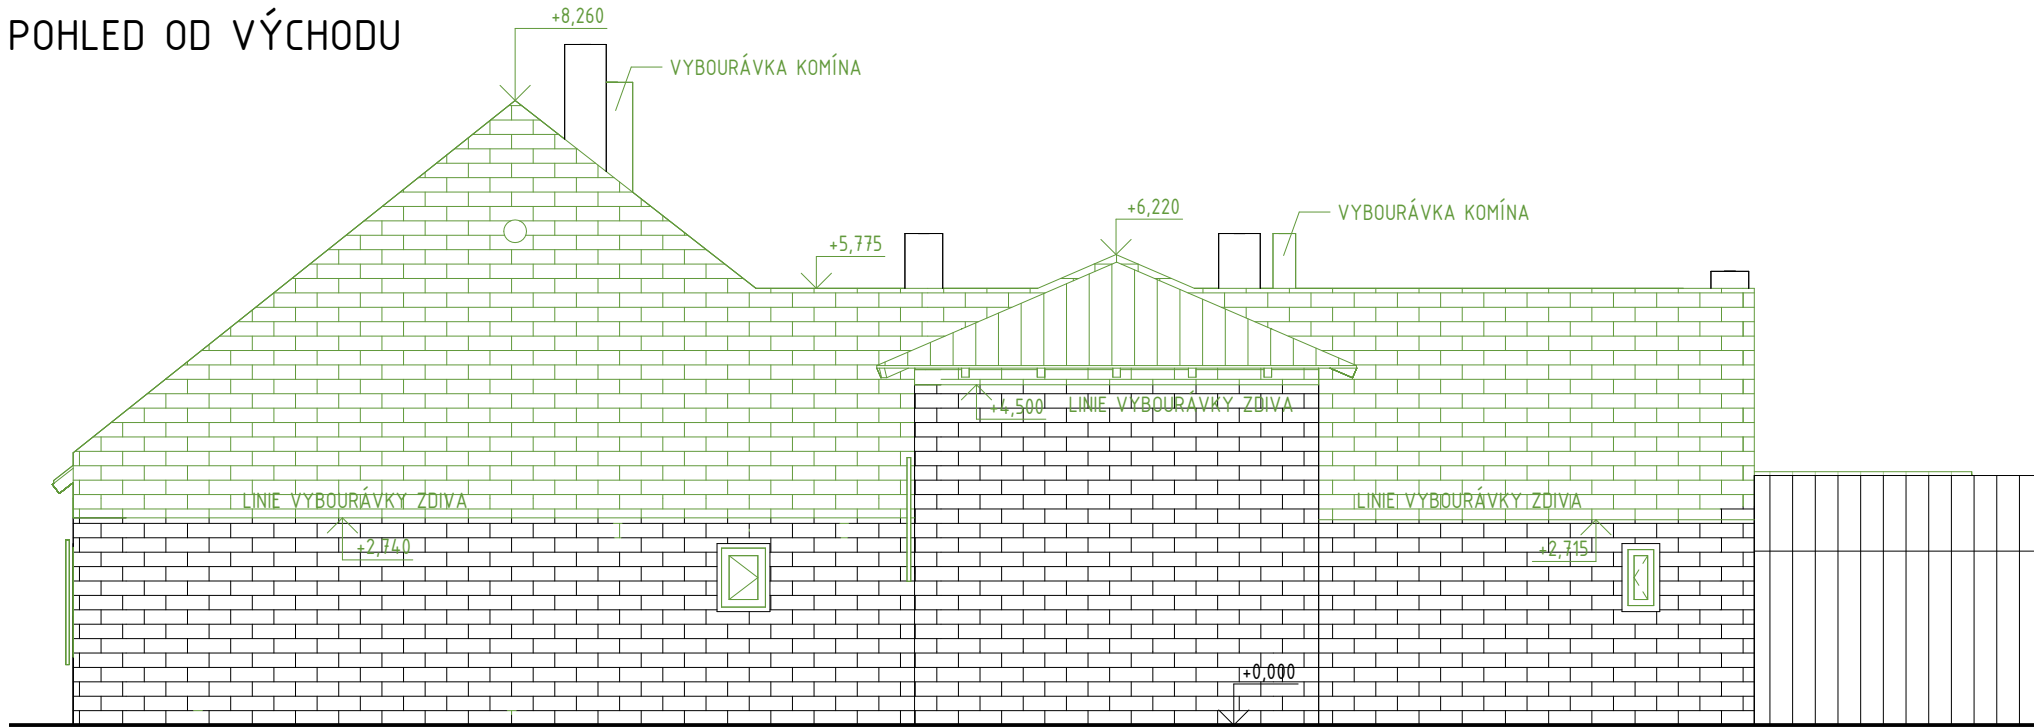 POHLED OD VÝCHODU
+8,260
VYBOURÁVKA KOMÍNA
+6,220
VYBOURÁVKA KOMÍNA
+5,775
+4,500
LINIE VYBOURÁVKY ZDIVA
LINIE VYBOURÁVKY ZDIVA
LINIE VYBOURÁVKY ZDIVA
+2,740
+2,715
+0,000